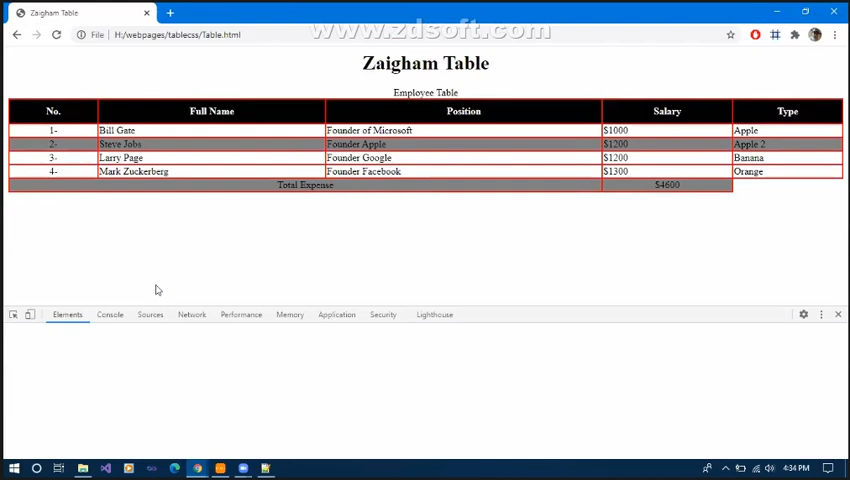 Zaigham Table
www.zdsoft.com
File H:/webpages/tablecss/Table.html
Zaigham Table
Employee Table
No. Full Name Position Salary Type
1- Bill Gate Founder of Microsoft $1000 Apple
2- Steve Jobs Founder Apple $1200 Apple 2
3- Larry Page Founder Google $1200 Banana
4- Mark Zuckerberg Founder Facebook $1300 Orange
Total Expense $4600
Elements Console Sources Network Performance Memory Application Security Lighthouse
4:34 PM